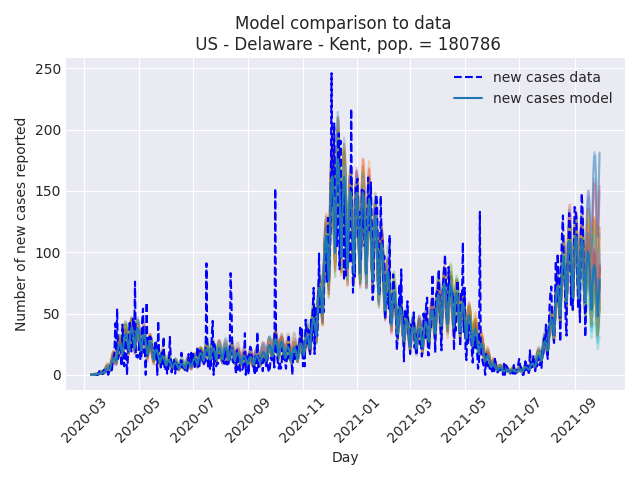 Model comparison to data
US - Delaware - Kent, pop. = 180786
new cases data
new cases model
Number of new cases reported
250
200
150
100
50
0
2020-03
2020-05
2020-07
2020-09
2020-11
2021-01
2021-03
2021-05
2021-07
2021-09
Day